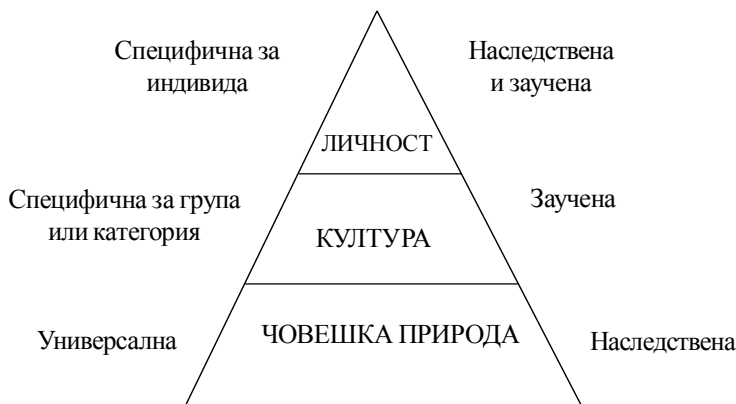 Специфична за
индивида
Наследствена
и заучена
ЛИЧНОСТ
Специфична за група
или категория
КУЛТУРА
Заучена
Универсална
ЧОВЕШКА ПРИРОДА
Наследствена